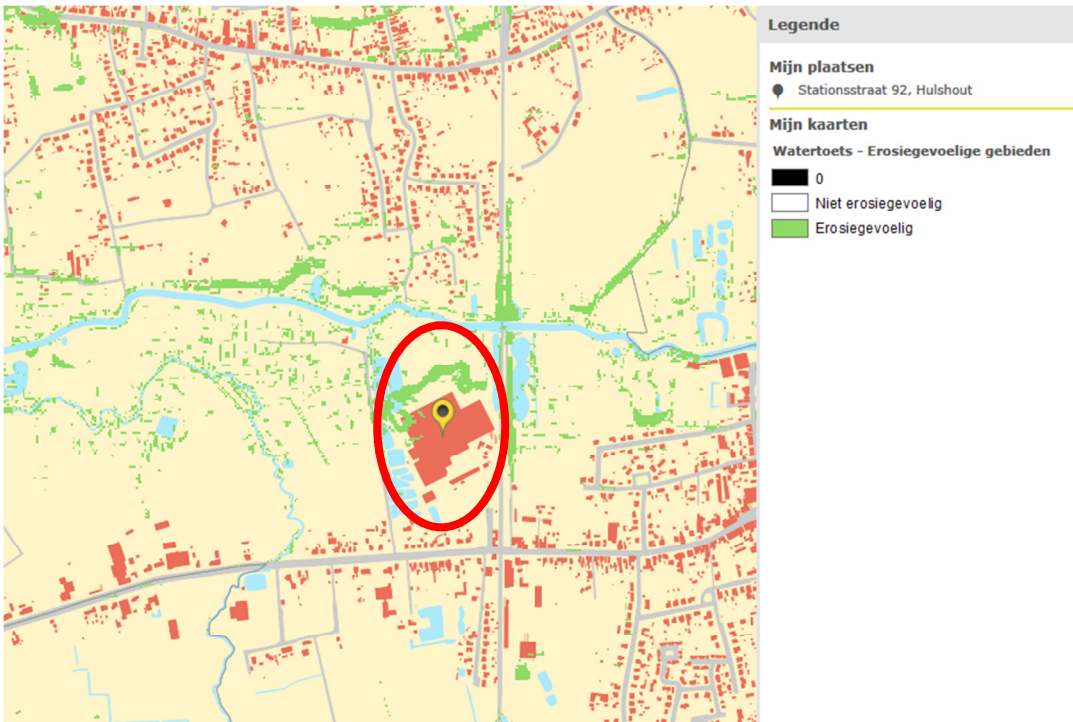 Legende
Mijn plaatsen
Stationsstraat 92, Hulshout
Mijn kaarten
Watertoets - Erosiegevoelige gebieden
0
Niet erosiegevoelig
Erosiegevoelig